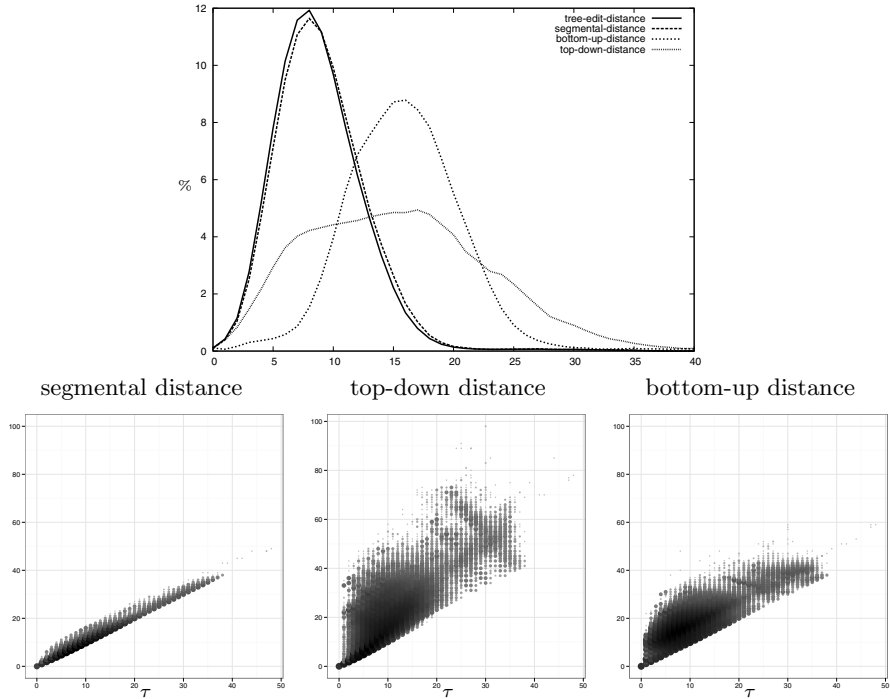 12
10
8
6
4
2
0
%
tree-edit-distance
segmental-distance
bottom-up-distance
top-down-distance
0 5 10 15 20 25 30 35 40
segmental distance top-down distance bottom-up distance
100 100 100
80 80 80
60 60 60
40 40 40
20 20 20
0 0 0
0 10 20 30 40 50 0 10 20 30 40 50 0 10 20 30 40 50
τ τ τ